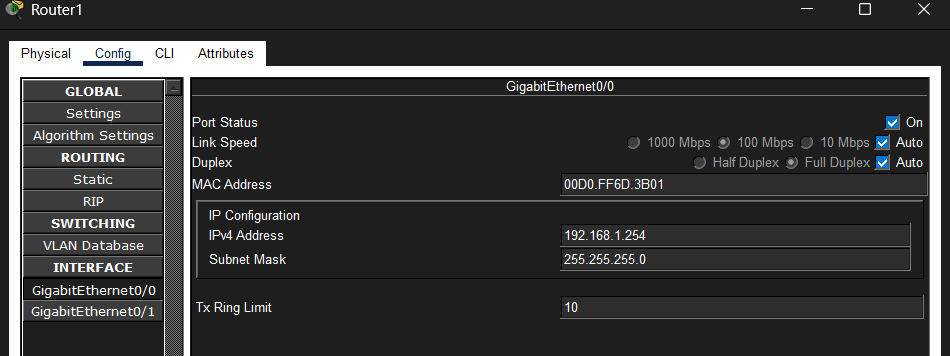 Router1
Physical Config CLI Attributes
GLOBAL
Settings
Algorithm Settings
ROUTING
Static
RIP
SWITCHING
VLAN Database
INTERFACE
GigabitEthernet0/0
GigabitEthernet0/1
GigabitEthernet0/0
Port Status On
Link Speed 1000 Mbps 100 Mbps 10 Mbps Auto
Duplex Half Duplex Full Duplex Auto
MAC Address 00D0.FF6D.3B01
IP Configuration
IPv4 Address 192.168.1.254
Subnet Mask 255.255.255.0
Tx Ring Limit 10